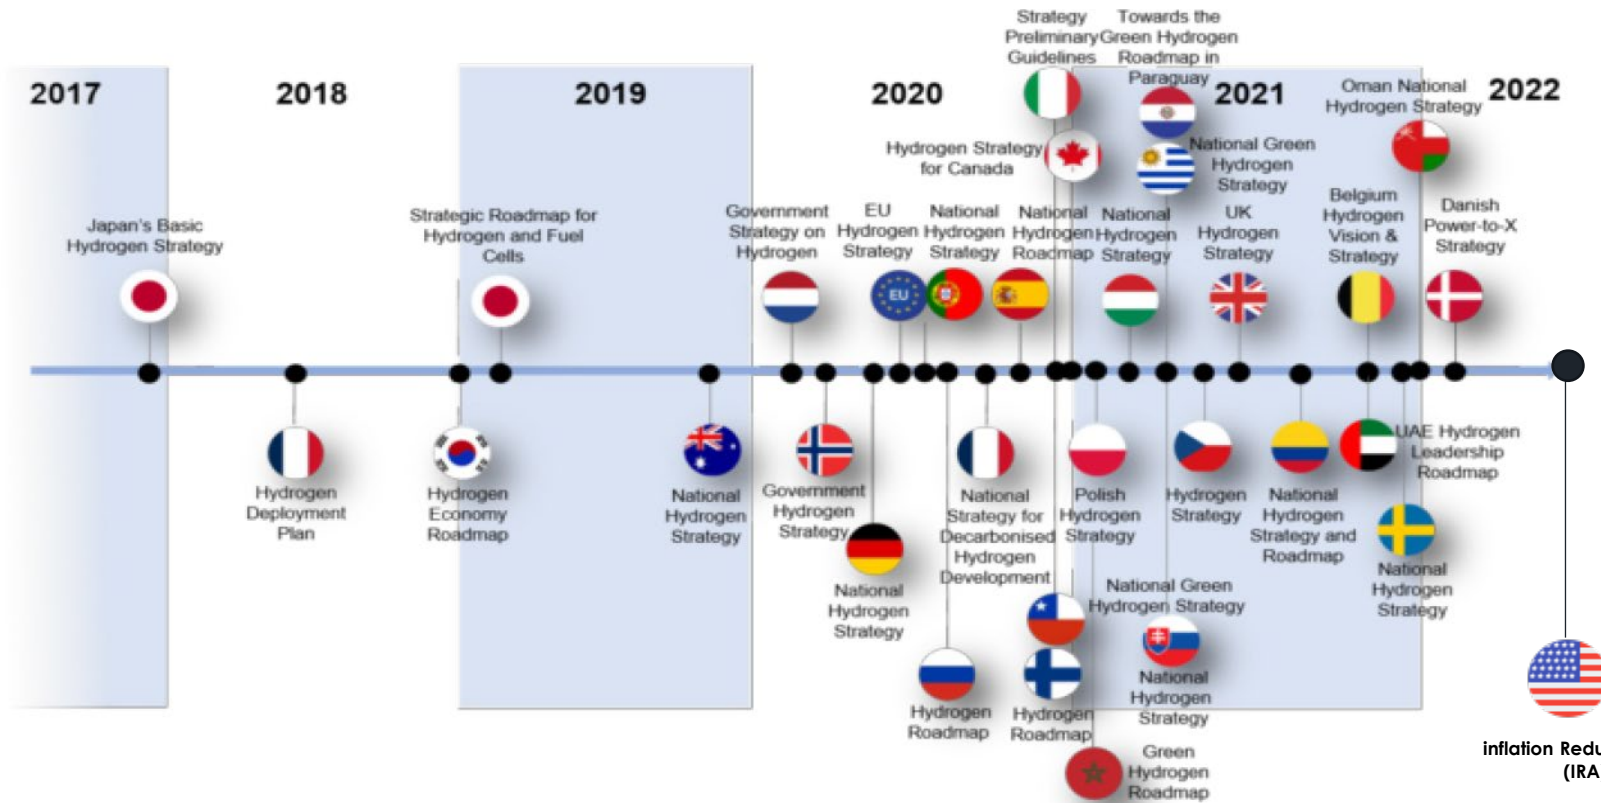 2017
2018
2019
2020
2021
2022
Strategy
Preliminary
Guidelines
Towards the
Green Hydrogen
Roadmap in
Paraguay
Oman National
Hydrogen Strategy
Hydrogen Strategy
for Canada
National Green
Hydrogen
Strategy
Japan's Basic
Hydrogen Strategy
Strategic Roadmap for
Hydrogen and Fuel
Cells
Government
Strategy on
Hydrogen
EU
Hydrogen
Strategy
National
Hydrogen
Strategy
National
Hydrogen
Roadmap
National
Hydrogen
Strategy
UK
Hydrogen
Strategy
Belgium
Hydrogen
Vision &
Strategy
Danish
Power-to-X
Strategy
EU
Hydrogen
Deployment
Plan
Hydrogen
Economy
Roadmap
National
Hydrogen
Strategy
Government
Hydrogen
Strategy
National
Hydrogen
Strategy
National
Strategy for
Decarbonised
Hydrogen
Development
Polish
Hydrogen
Strategy
Hydrogen
Strategy
National
Hydrogen
Strategy and
Roadmap
UAE Hydrogen
Leadership
Roadmap
National
Hydrogen
Strategy
National Green
Hydrogen Strategy
National
Hydrogen
Strategy
Hydrogen
Roadmap
Hydrogen
Roadmap
Green
Hydrogen
Roadmap
inflation
(IRA